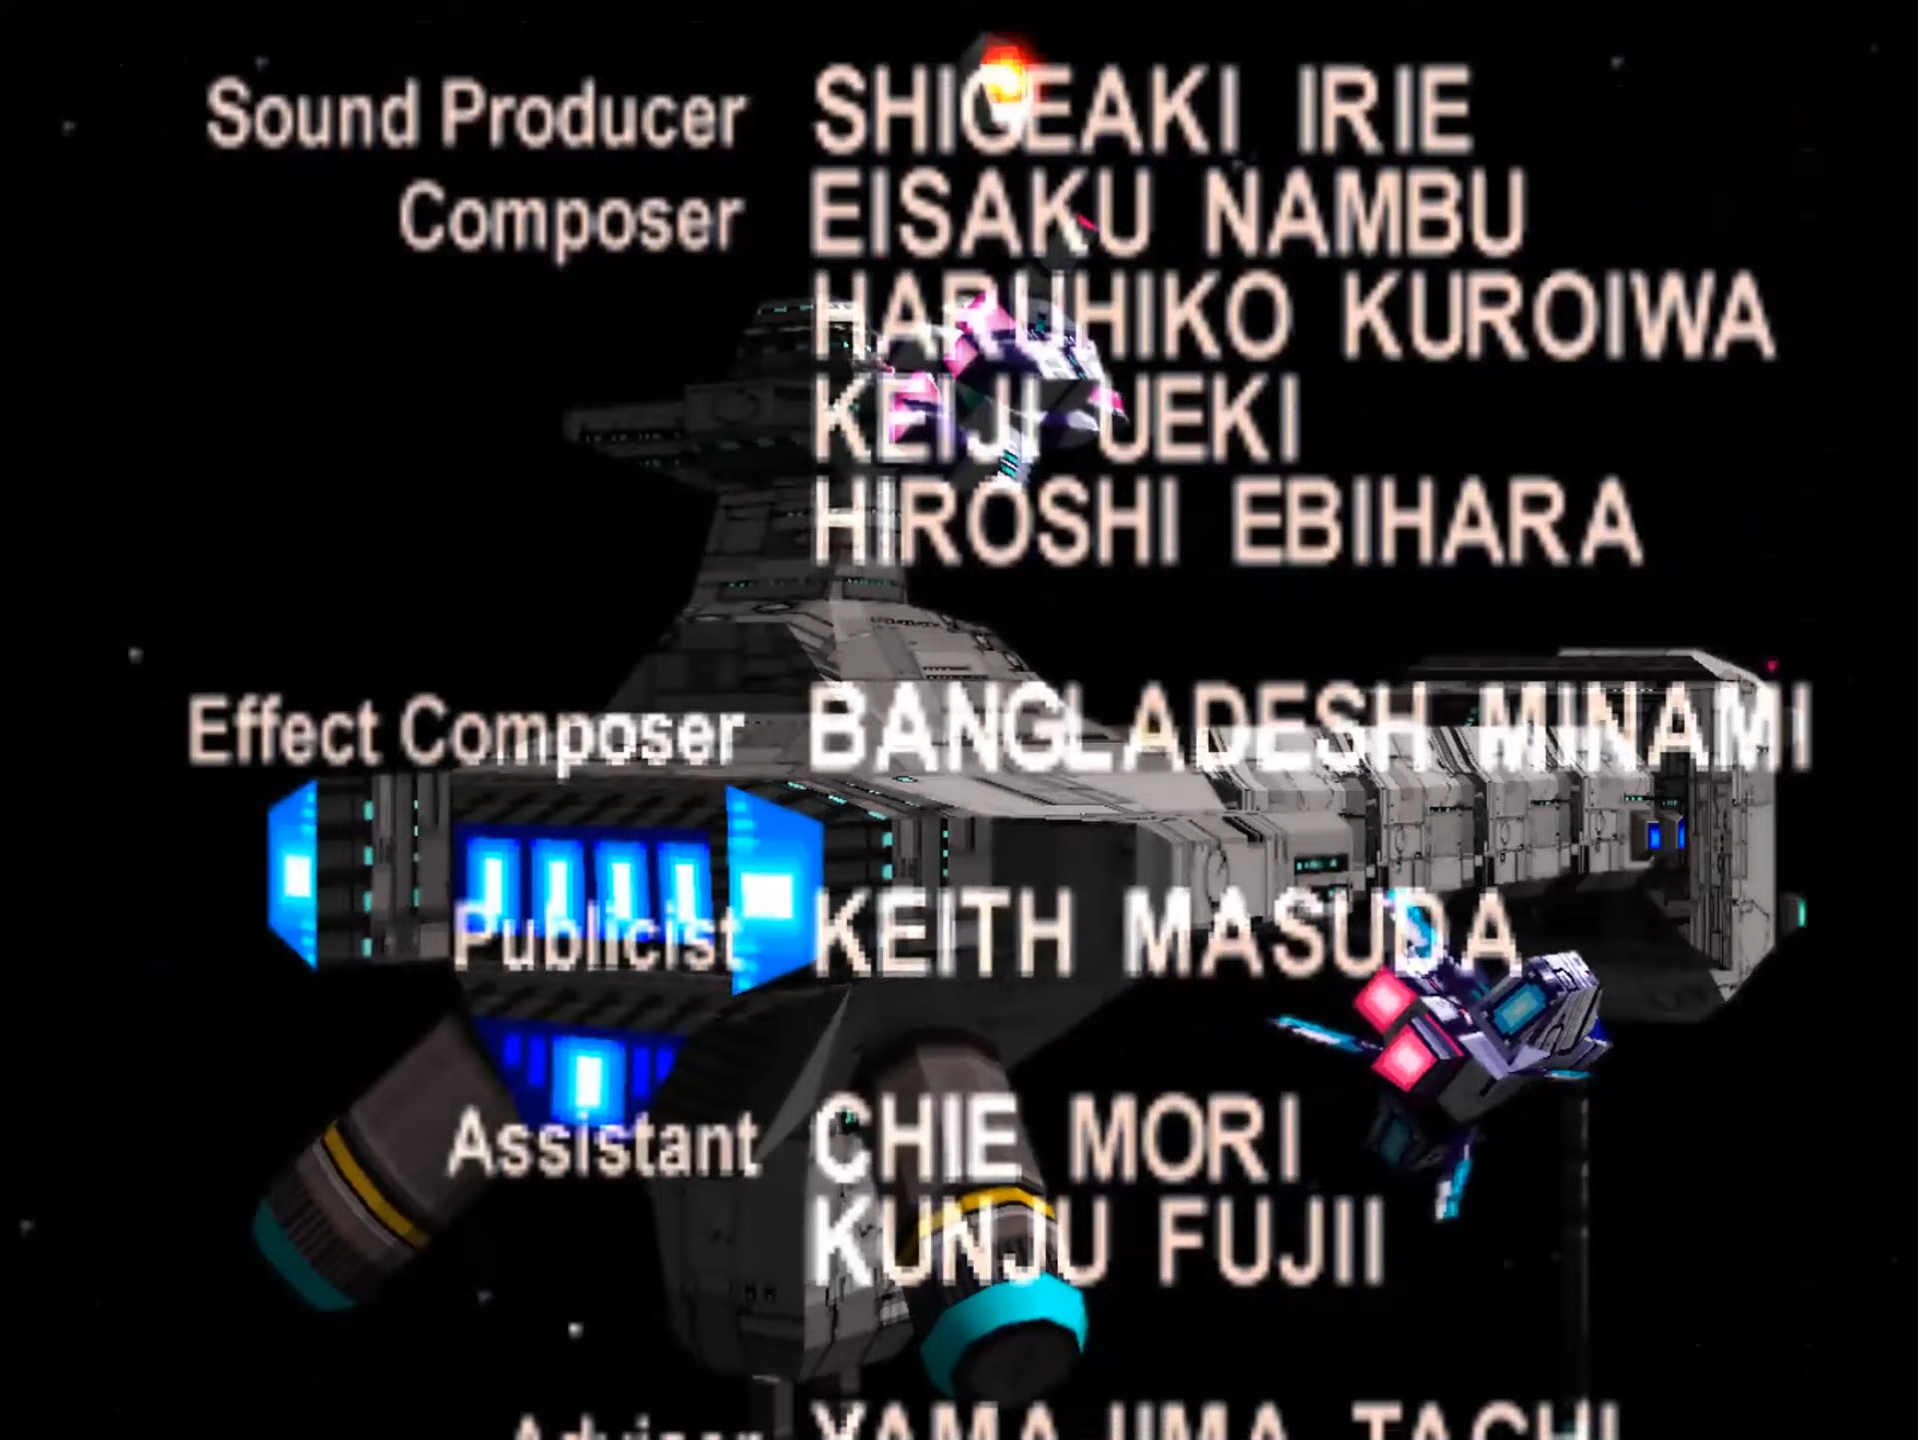 Sound Producer SHIGEAKI IRIE
Composer EISAKU NAMBU
HARUHIKO KUROIWA
KEIJI UEKI
HIROSHI EBIHARA
Effect Composer BANGLADESH MINAMI
Publicist KEITH MASUDA
Assistant CHIE MORI
KUNJU FUJII